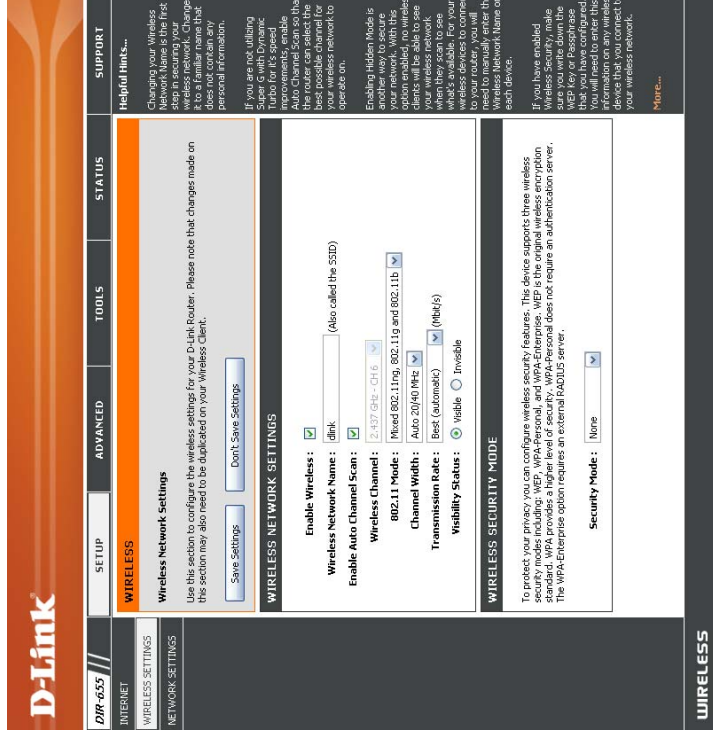 D-Link
DIR-655
SETUP
ADVANCED
TOOLS
STATUS
SUPPORT
INTERNET
WIRELESS SETTINGS
NETWORK SETTINGS
WIRELESS
Wireless Network Settings
Use this section to configure the wireless settings for your D-Link Router. Please note that changes made on
this section may also need to be duplicated on your Wireless Client.
Save Settings
Don't Save Settings
WIRELESS NETWORK SETTINGS
Enable Wireless :
Wireless Network Name : dlink (Also called the SSID)
Enable Auto Channel Scan :
Wireless Channel : 2.437 GHz - CH 6
802.11 Mode : Mixed 802.11ng, 802.11g and 802.11b
Channel Width : Auto 20/40 MHz
Transmission Rate : Best (automatic) (Mbit/s)
Visibility Status : Visible Invisible
WIRELESS SECURITY MODE
To protect your privacy you can configure wireless security features. This device supports three wireless
security modes including: WEP, WPA-Personal, and WPA-Enterprise. WEP is the original wireless encryption
standard. WPA provides a higher level of security. WPA-Personal does not require an authentication server.
The WPA-Enterprise option requires an external RADIUS server.
Security Mode : None
Helpful Hints...
Changing your Wireless
Network Name is the first
step in securing your
wireless network. Change
it to a familiar name that
does not contain any
personal information.
If you are not utilizing
Super G with Dynamic
Turbo for it's speed
improvements, enable
Auto Channel Scan so tha
the router can select the
best possible channel for
your wireless network to
operate on.
Enabling Hidden Mode is
another way to secure
your network. With this
option enabled, no wireles
clients will be able to see
your wireless network
when they scan to see
what's available. For your
wireless devices to connec
to your router, you will
need to manually enter th
Wireless Network Name o
each device.
If you have enabled
Wireless Security, make
sure you write down the
WEP Key or Passphrase
that you have configured.
You will need to enter this
information on any wireles
device that you connect t
your wireless network.
More...
WIRELESS